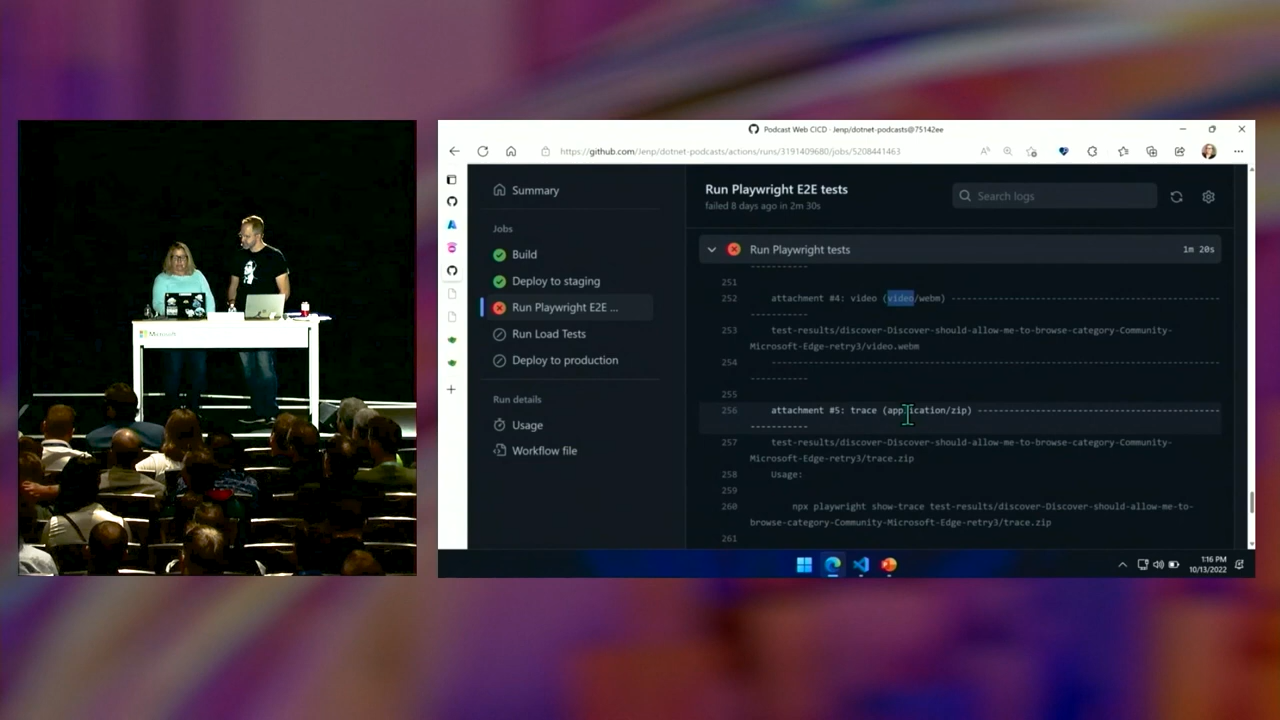 Microsoft
Podcast Web CICD · Jenp/dotnet-podcasts@75142ee
https://github.com/Jenp/dotnet-podcasts/actions/runs/3191409680/jobs/5208441463
Summary
Jobs
Build
Deploy to staging
Run Playwright E2E ...
Run Load Tests
Deploy to production
Run details
Usage
Workflow file
Run Playwright E2E tests
failed 8 days ago in 2m 30s
Search logs
Run Playwright tests
1m 20s
-----------
251
252 attachment #4: video (video/webm) ------------------------------------------
-----------
253 test-results/discover-Discover-should-allow-me-to-browse-category-Community-
Microsoft-Edge-retry3/video.webm
254 ----------------------------------------------------------------------
-----------
255
256 attachment #5: trace (application/zip) --------------------------------------
-----------
257 test-results/discover-Discover-should-allow-me-to-browse-category-Community-
Microsoft-Edge-retry3/trace.zip
258 Usage:
259
260 npx playwright show-trace test-results/discover-Discover-should-allow-me-to-
browse-category-Community-Microsoft-Edge-retry3/trace.zip
261
1:16 PM
10/13/2022